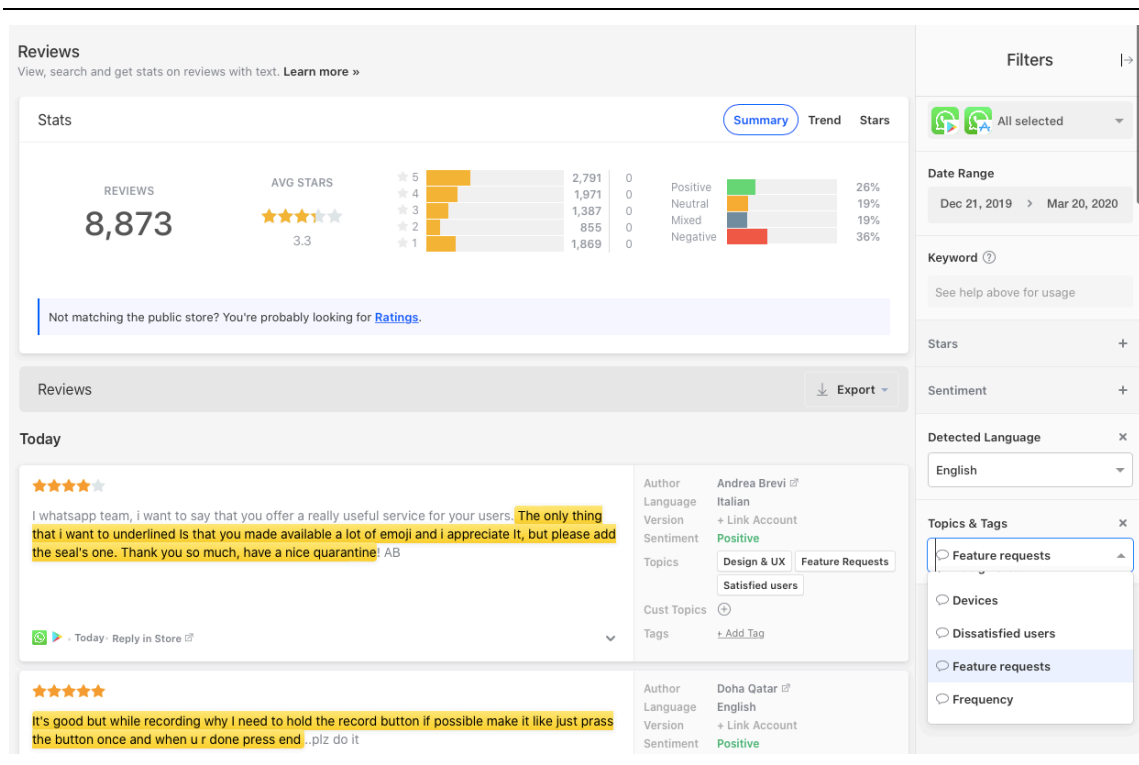 Reviews
View, search and get stats on reviews with text. Learn more »
Stats
Summary
Trend
Stars
REVIEWS
8,873
AVG STARS
3.3
5 2,791 0
4 1,971 0
3 1,387 0
2 855 0
1 1,869 0
Positive 26%
Neutral 19%
Mixed 19%
Negative 36%
Not matching the public store? You're probably looking for Ratings.
Reviews
Export
Today
I whatsapp team, i want to say that you offer a really useful service for your users. The only thing
that i want to underlined Is that you made available a lot of emoji and i appreciate It, but please add
the seal's one. Thank you so much, have a nice quarantine! AB
- Today- Reply in Store
Author Andrea Brevi
Language Italian
Version + Link Account
Sentiment Positive
Topics Design & UX Feature Requests
Satisfied users
Cust Topics
Tags + Add Tag
It's good but while recording why I need to hold the record button if possible make it like just prass
the button once and when u r done press end ..plz do it
Author Doha Qatar
Language English
Version + Link Account
Sentiment Positive
Filters
All selected
Date Range
Dec 21, 2019 > Mar 20, 2020
Keyword ?
See help above for usage
Stars +
Sentiment +
Detected Language ×
English
Topics & Tags ×
Feature requests
Devices
Dissatisfied users
Feature requests
Frequency